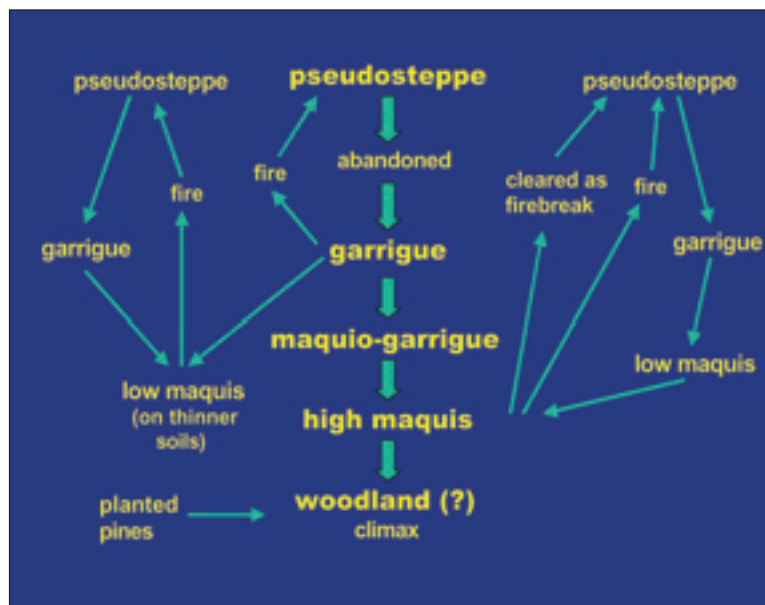 pseudosteppe
pseudosteppe
pseudosteppe
abandoned
fire
fire
cleared as
firebreak
fire
garrigue
garrigue
garrigue
maquio-garrigue
low maquis
(on thinner
soils)
low maquis
high maquis
planted
pines
woodland (?)
climax